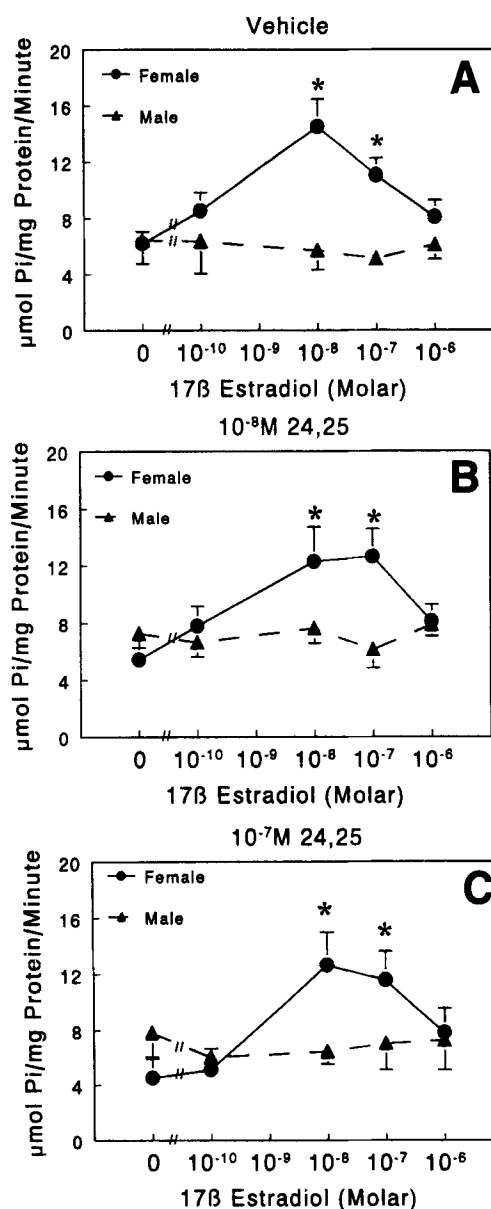 Vehicle
A
20
16
12
8
4
0
μmol Pi/mg Protein/Minute
Female
Male
*
*
0
10⁻¹⁰
10⁻⁹
10⁻⁸
10⁻⁷
10⁻⁶
17ß Estradiol (Molar)
10⁻⁸M 24,25
B
20
16
12
8
4
0
μmol Pi/mg Protein/Minute
Female
Male
*
*
0
10⁻¹⁰
10⁻⁹
10⁻⁸
10⁻⁷
10⁻⁶
17ß Estradiol (Molar)
10⁻⁷M 24,25
C
20
16
12
8
4
0
μmol Pi/mg Protein/Minute
Female
Male
*
*
0
10⁻¹⁰
10⁻⁹
10⁻⁸
10⁻⁷
10⁻⁶
17ß Estradiol (Molar)